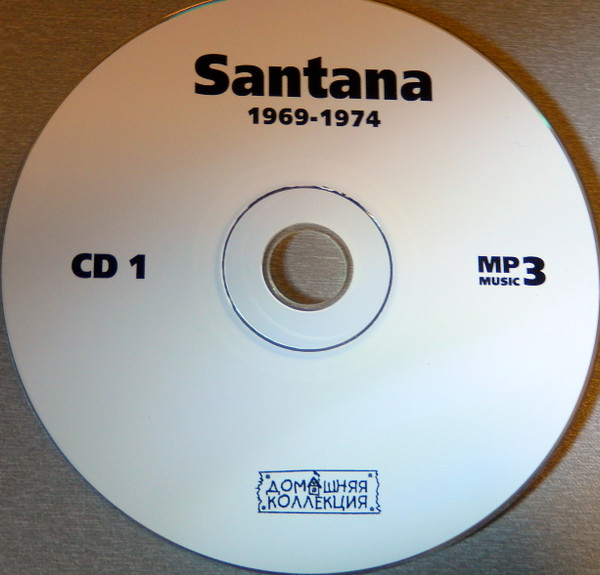 Santana
1969-1974
CD 1
MP3
MUSIC
ДОМАШНЯЯ
КОЛЛЕКЦИЯ